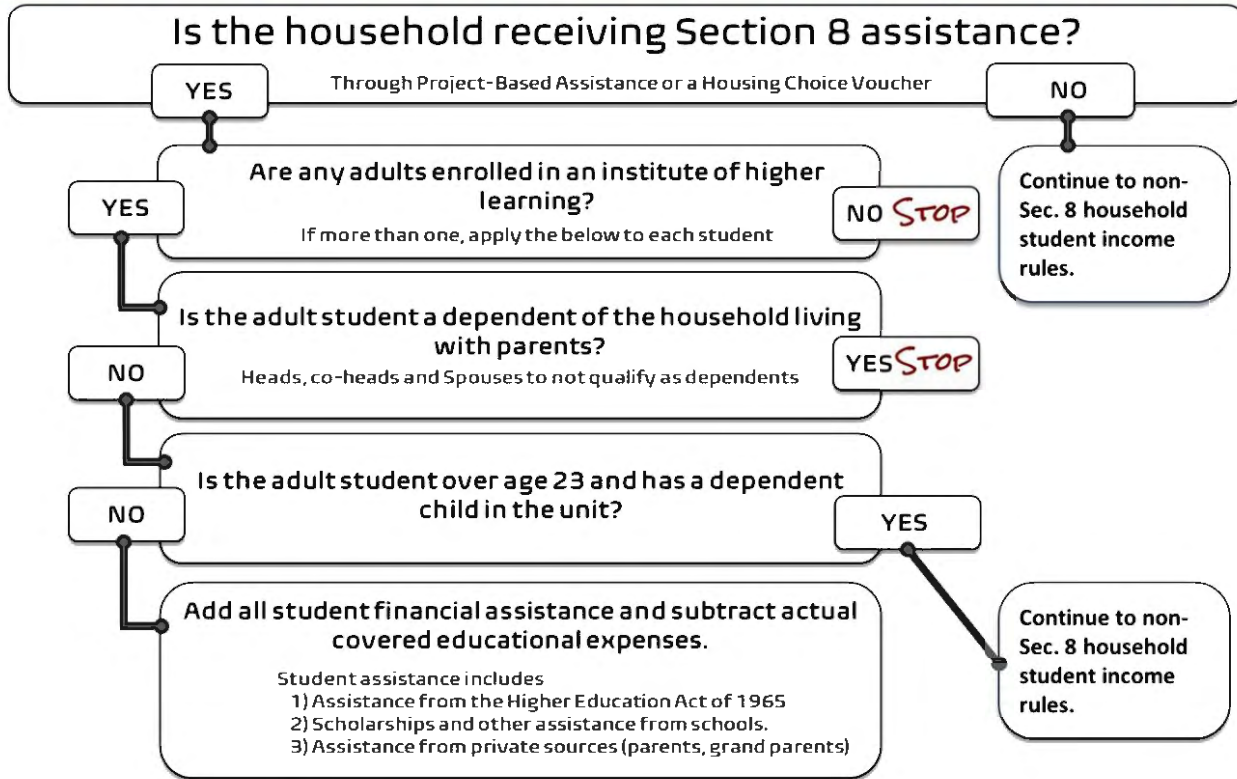 Is the household receiving Section 8 assistance?
YES
Through Project-Based Assistance or a Housing Choice Voucher
NO
Are any adults enrolled in an institute of higher
learning?
If more than one, apply the below to each student
YES
NO STOP
Continue to non-
Sec. 8 household
student income
rules.
Is the adult student a dependent of the household living
with parents?
Heads, co-heads and Spouses to not qualify as dependents
NO
YES STOP
Is the adult student over age 23 and has a dependent
child in the unit?
NO
YES
Add all student financial assistance and subtract actual
covered educational expenses.
Student assistance includes
1) Assistance from the Higher Education Act of 1965
2) Scholarships and other assistance from schools.
3) Assistance from private sources (parents, grand parents)
Continue to non-
Sec. 8 household
student income
rules.